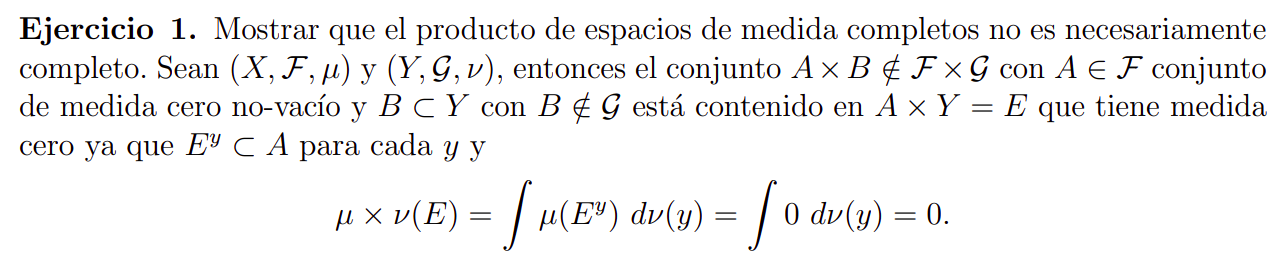 Ejercicio 1. Mostrar que el producto de espacios de medida completos no es necesariamente
completo. Sean (X, ℱ, μ) y (Y, 𝒢, ν), entonces el conjunto A × B ∉ ℱ × 𝒢 con A ∈ ℱ conjunto
de medida cero no-vacío y B ⊂ Y con B ∉ 𝒢 está contenido en A × Y = E que tiene medida
cero ya que E^y ⊂ A para cada y y
μ × ν(E) = ∫ μ(E^y) dν(y) = ∫ 0 dν(y) = 0.